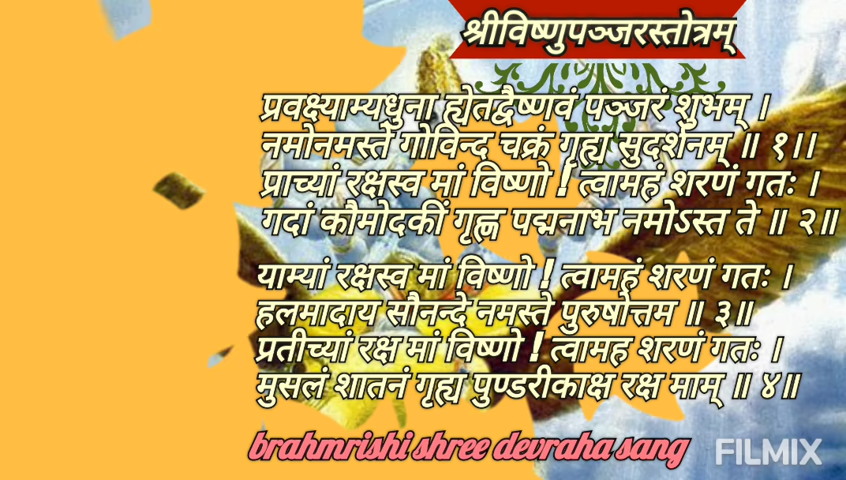 श्रीविष्णुपञ्जरस्तोत्रम्
प्रवक्ष्याम्यधुना ह्येतद्वैष्णवं पञ्जरं शुभम् ।
नमोनमस्ते गोविन्द चक्रं गृह्य सुदर्शनम् ॥ १।।
प्राच्यां रक्षस्व मां विष्णो ! त्वामहं शरणं गतः ।
गदां कौमोदकीं गृह्ण पद्मनाभ नमोऽस्त ते ॥ २॥
याम्यां रक्षस्व मां विष्णो ! त्वामहं शरणं गतः ।
हलमादाय सौनन्दे नमस्ते पुरुषोत्तम ॥ ३॥
प्रतीच्यां रक्ष मां विष्णो ! त्वामह शरणं गतः ।
मुसलं शातनं गृह्य पुण्डरीकाक्ष रक्ष माम् ॥ ४॥
brahmrishi shree devraha sang
FILMIX